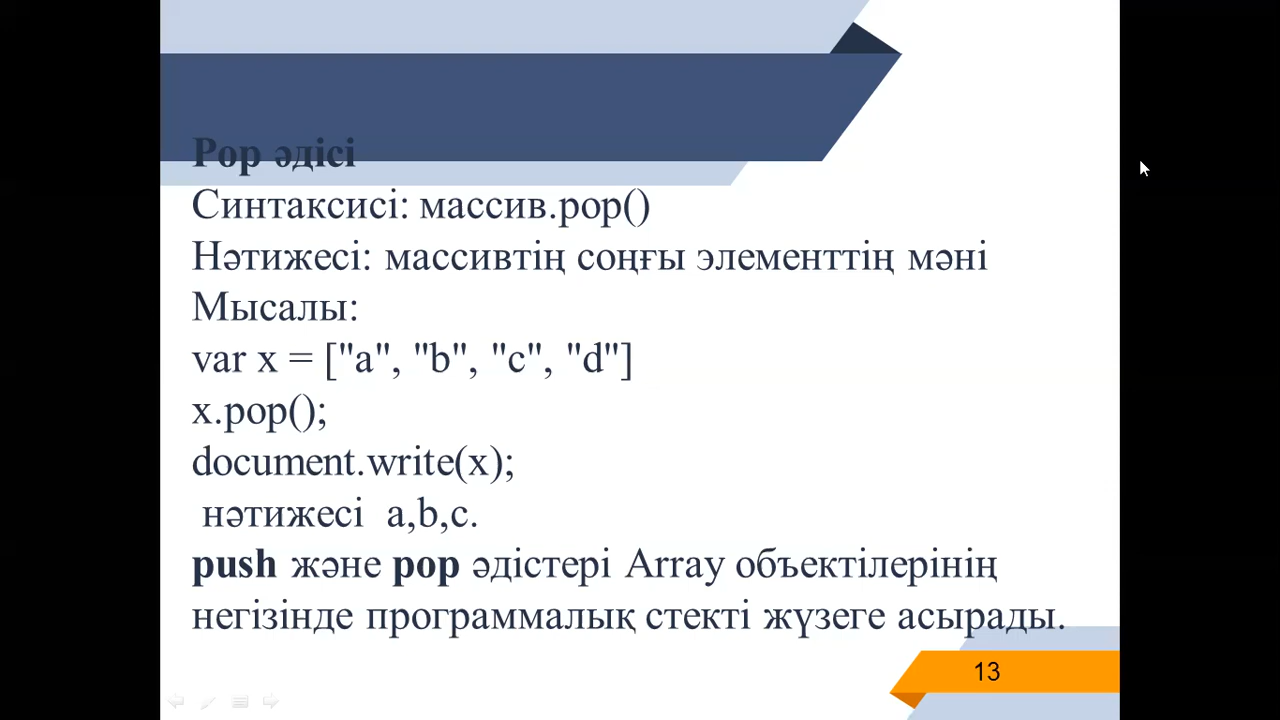 Pop әдісі
Синтаксисі: массив.pop()
Нәтижесі: массивтің соңғы элементтің мәні
Мысалы:
var x = ["a", "b", "c", "d"]
x.pop();
document.write(x);
нәтижесі  a,b,c.
push және pop әдістері Array объектілерінің
негізінде программалық стекті жүзеге асырады.
13